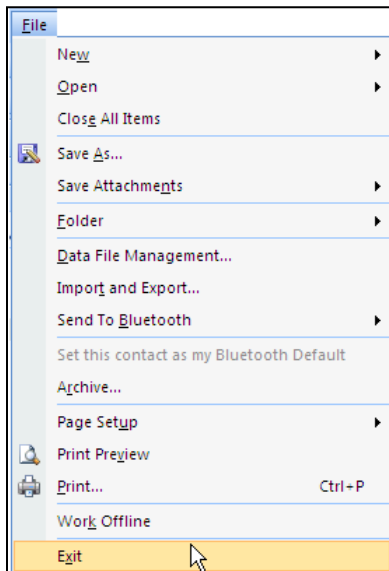 File
New
Open
Close All Items
Save As...
Save Attachments
Folder
Data File Management...
Import and Export...
Send To Bluetooth
Set this contact as my Bluetooth Default
Archive...
Page Setup
Print Preview
Print... Ctrl+P
Work Offline
Exit